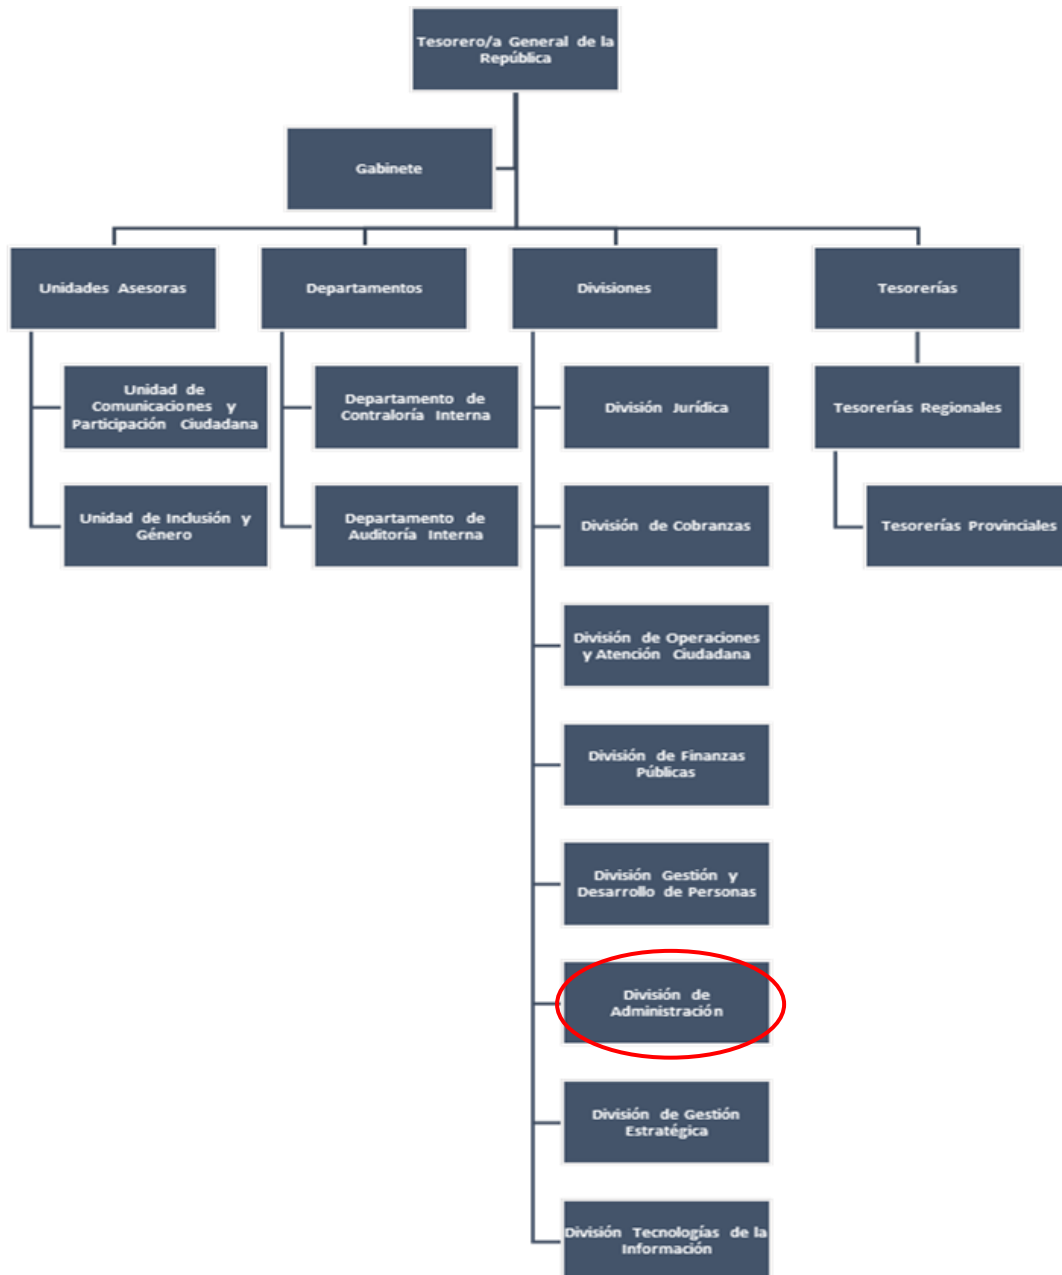 Tesorero/a General de la
República
Gabinete
Unidades Asesoras
Departamentos
Divisiones
Tesorerías
Unidad de
Comunicaciones y
Participación Ciudadana
Departamento de
Contraloría Interna
División Jurídica
Tesorerías Regionales
Unidad de Inclusión y
Género
Departamento de
Auditoría Interna
División de Cobranzas
Tesorerías Provinciales
División de Operaciones
y Atención Ciudadana
División de Finanzas
Públicas
División Gestión y
Desarrollo de Personas
División de
Administración
División de Gestión
Estratégica
División Tecnologías de la
Información